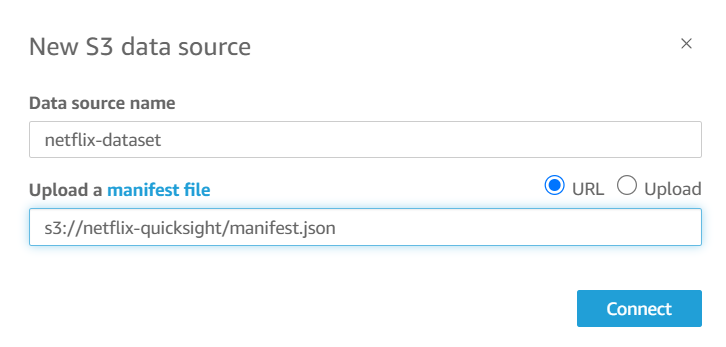 New S3 data source
Data source name
netflix-dataset
Upload a manifest file URL Upload
s3://netflix-quicksight/manifest.json
Connect